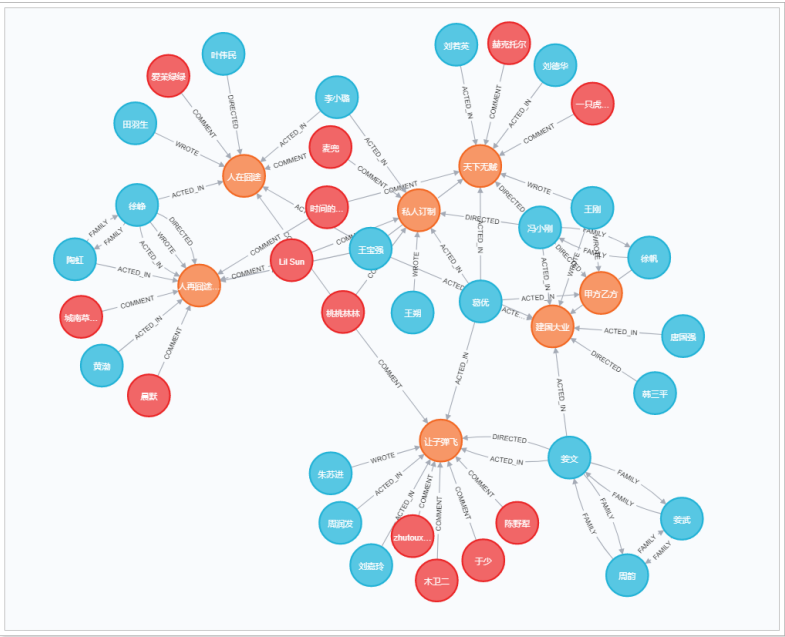 刘若英
赫克托尔
叶伟民
刘德华
爱茉绿绿
李小璐
一只虎...
田羽生
麦兜
天下无贼
人在囧途
徐峥
时间的...
私人订制
王刚
冯小刚
王宝强
陶虹
Lil Sun
徐帆
人再囧途...
甲方乙方
葛优
桃桃林林
王朔
城南草...
建国大业
唐国强
黄渤
韩三平
晨默
让子弹飞
姜文
朱苏进
周润发
陈野犁
姜武
zhufoux...
于少
刘嘉玲
木卫二
周韵
ACTED_IN
COMMENT
DIRECTED
WROTE
FAMILY